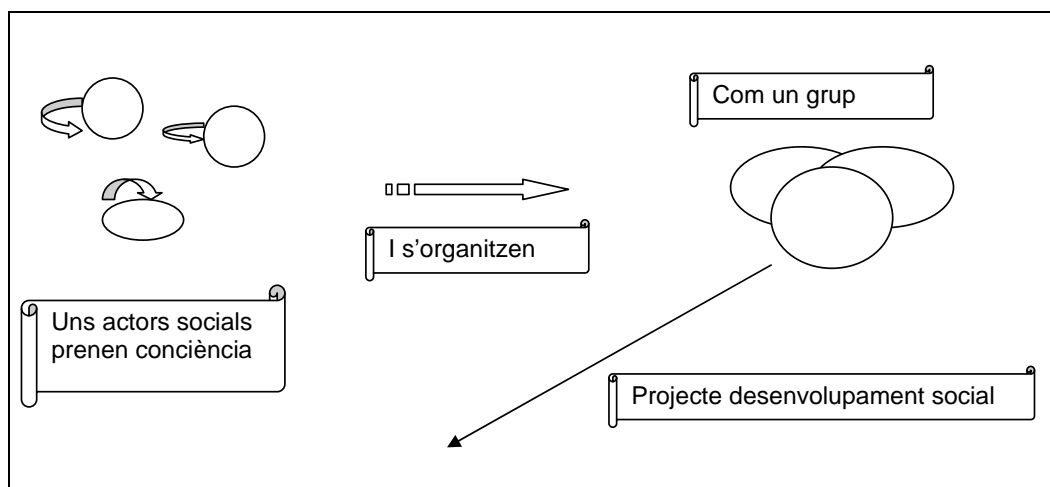 Uns actors socials
prenen conciència
I s'organitzen
Com un grup
Projecte desenvolupament social